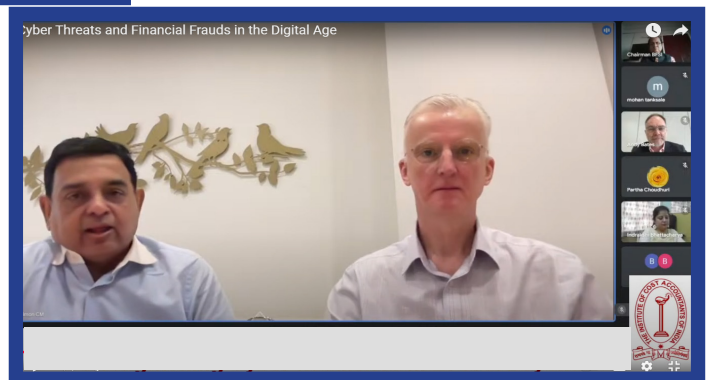 Cyber Threats and Financial Frauds in the Digital Age
Chairman BFSI
m
mohan tanksale
Partha Choudhuri
B B
THE INSTITUTE OF COST ACCOUNTANTS OF INDIA